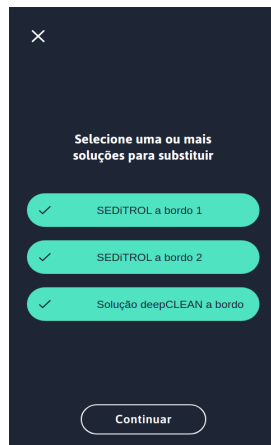 Selecione uma ou mais
soluções para substituir
SEDiTROL a bordo 1
SEDiTROL a bordo 2
Solução deepCLEAN a bordo
Continuar